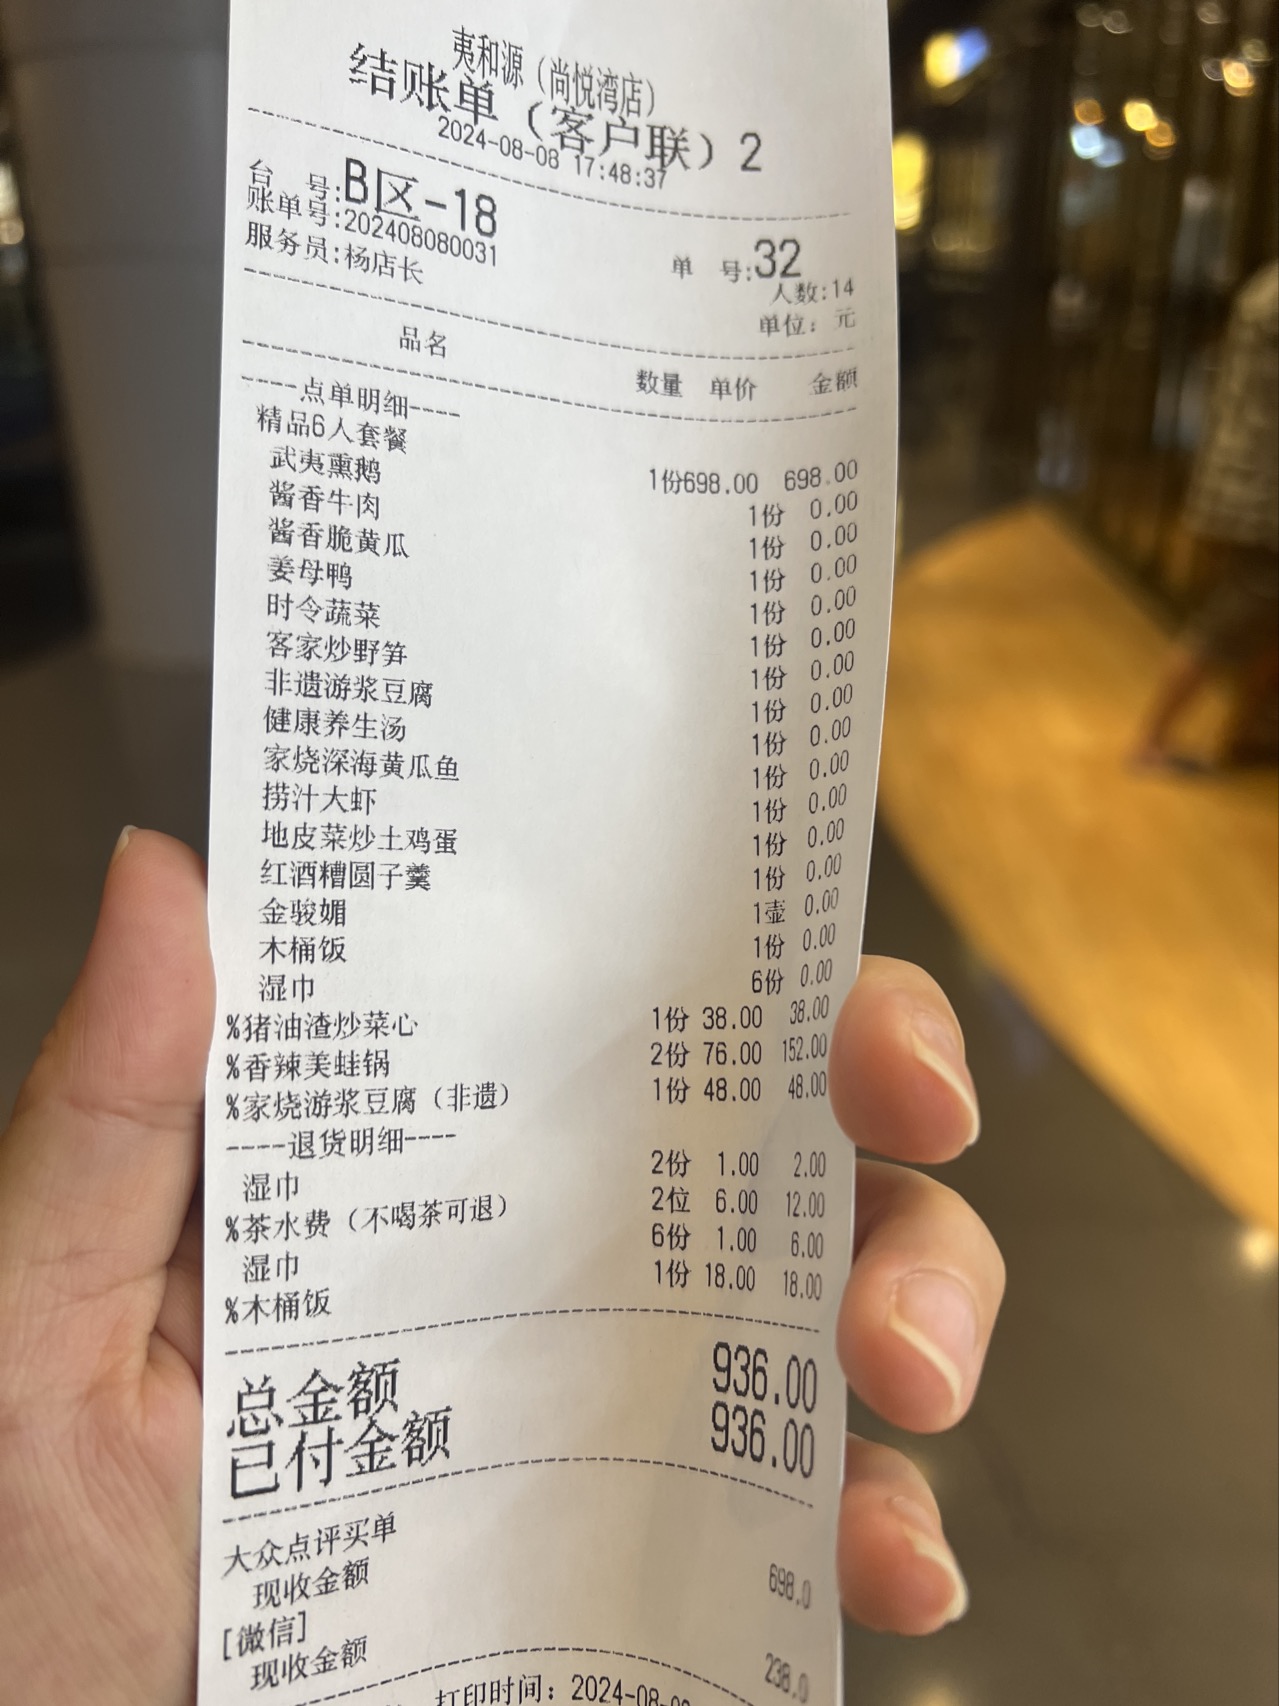 夷和源（尚悦湾店）
结账单（客户联）2
2024-08-08 17:48:37
台 号:B区-18 单 号:32
账单号:202408080031 人数:14
服务员:杨店长 单位：元
品名 数量 单价 金额
----点单明细----
精品6人套餐 1份698.00 698.00
武夷熏鹅 1份 0.00
酱香牛肉 1份 0.00
酱香脆黄瓜 1份 0.00
姜母鸭 1份 0.00
时令蔬菜 1份 0.00
客家炒野笋 1份 0.00
非遗游浆豆腐 1份 0.00
健康养生汤 1份 0.00
家烧深海黄瓜鱼 1份 0.00
捞汁大虾 1份 0.00
地皮菜炒土鸡蛋 1份 0.00
红酒糟圆子羹 1份 0.00
金骏媚 1壶 0.00
木桶饭 1份 0.00
湿巾 6份 0.00
%猪油渣炒菜心 1份 38.00 38.00
%香辣美蛙锅 2份 76.00 152.00
%家烧游浆豆腐（非遗） 1份 48.00 48.00
----退货明细----
湿巾 2份 1.00 2.00
%茶水费（不喝茶可退） 2位 6.00 12.00
湿巾 6份 1.00 6.00
%木桶饭 1份 18.00 18.00
总金额 936.00
已付金额 936.00
大众点评买单
现收金额 698.0
[微信]
现收金额 238.0
打印时间：2024-08-08